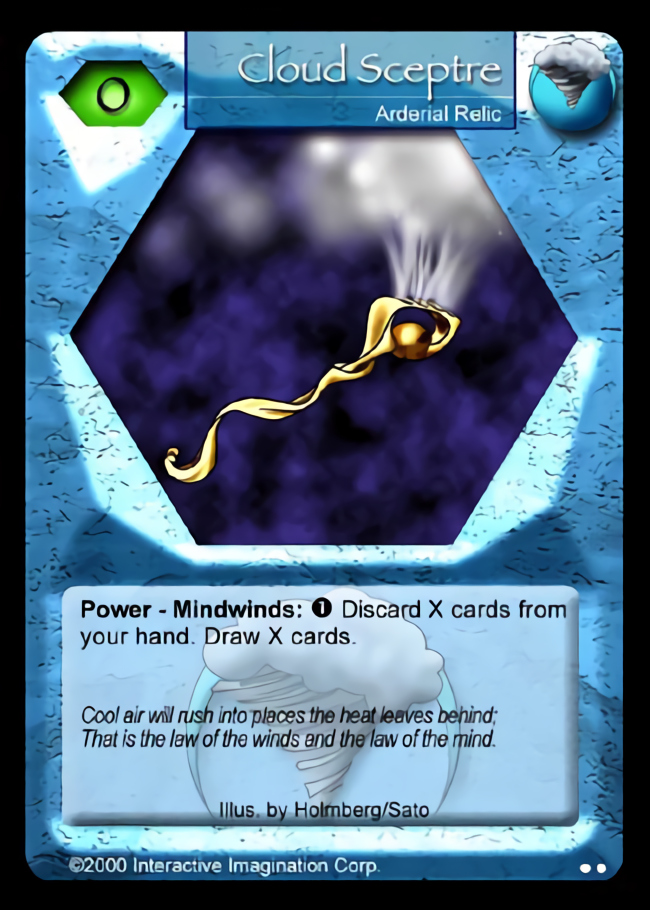 0
Cloud Sceptre
Arderial Relic
Power - Mindwinds: ❶ Discard X cards from
your hand. Draw X cards.
Cool air will rush into places the heat leaves behind;
That is the law of the winds and the law of the mind.
Illus. by Holmberg/Sato
©2000 Interactive Imagination Corp.